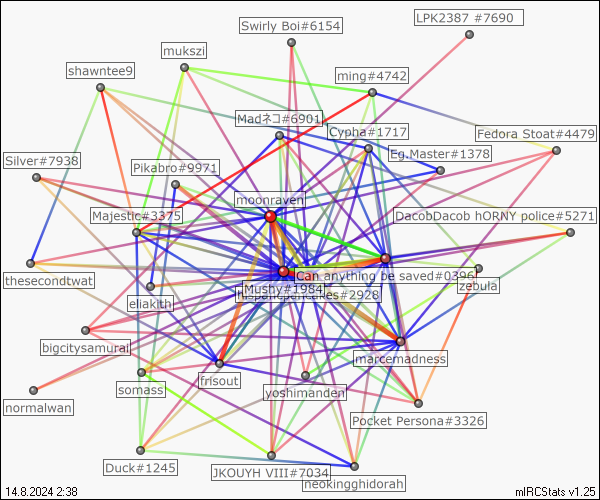 Swirly Boi#6154
LPK2387 #7690
mukszi
shawntee9
ming#4742
Madネコ#6901
Cypha#1717
Fedora Stoat#4479
Eg.Master#1378
Silver#7938
Pikabro#9971
moonraven
Majestic#3375
DacobDacob hORNY police#5271
Can anything be saved#0396
thesecondtwat
zebula
eliakith
Mushy#1984
hispanicpancakes#2928
bigcitysamurai
marcemadness
frisout
somass
yoshimanden
normalwan
Pocket Persona#3326
Duck#1245
JKOUYH VIII#7034
neokingghidorah
14.8.2024 2:38
mIRCStats v1.25